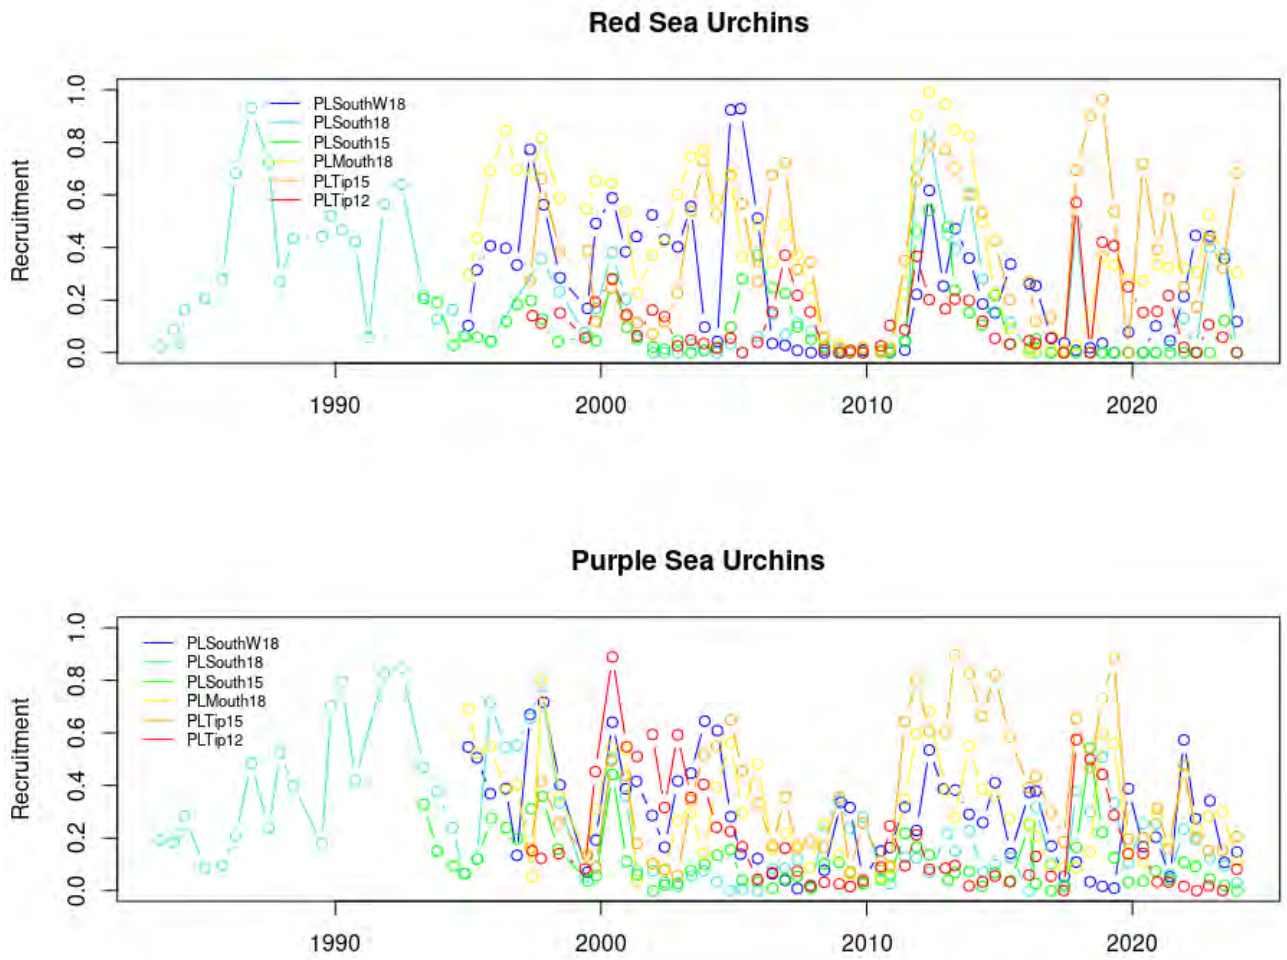 Red Sea Urchins
Recruitment
1.0
0.8
0.6
0.4
0.2
0.0
PLSouthW18
PLSouth18
PLSouth15
PLMouth18
PLTip15
PLTip12
1990
2000
2010
2020
Purple Sea Urchins
Recruitment
1.0
0.8
0.6
0.4
0.2
0.0
PLSouthW18
PLSouth18
PLSouth15
PLMouth18
PLTip15
PLTip12
1990
2000
2010
2020